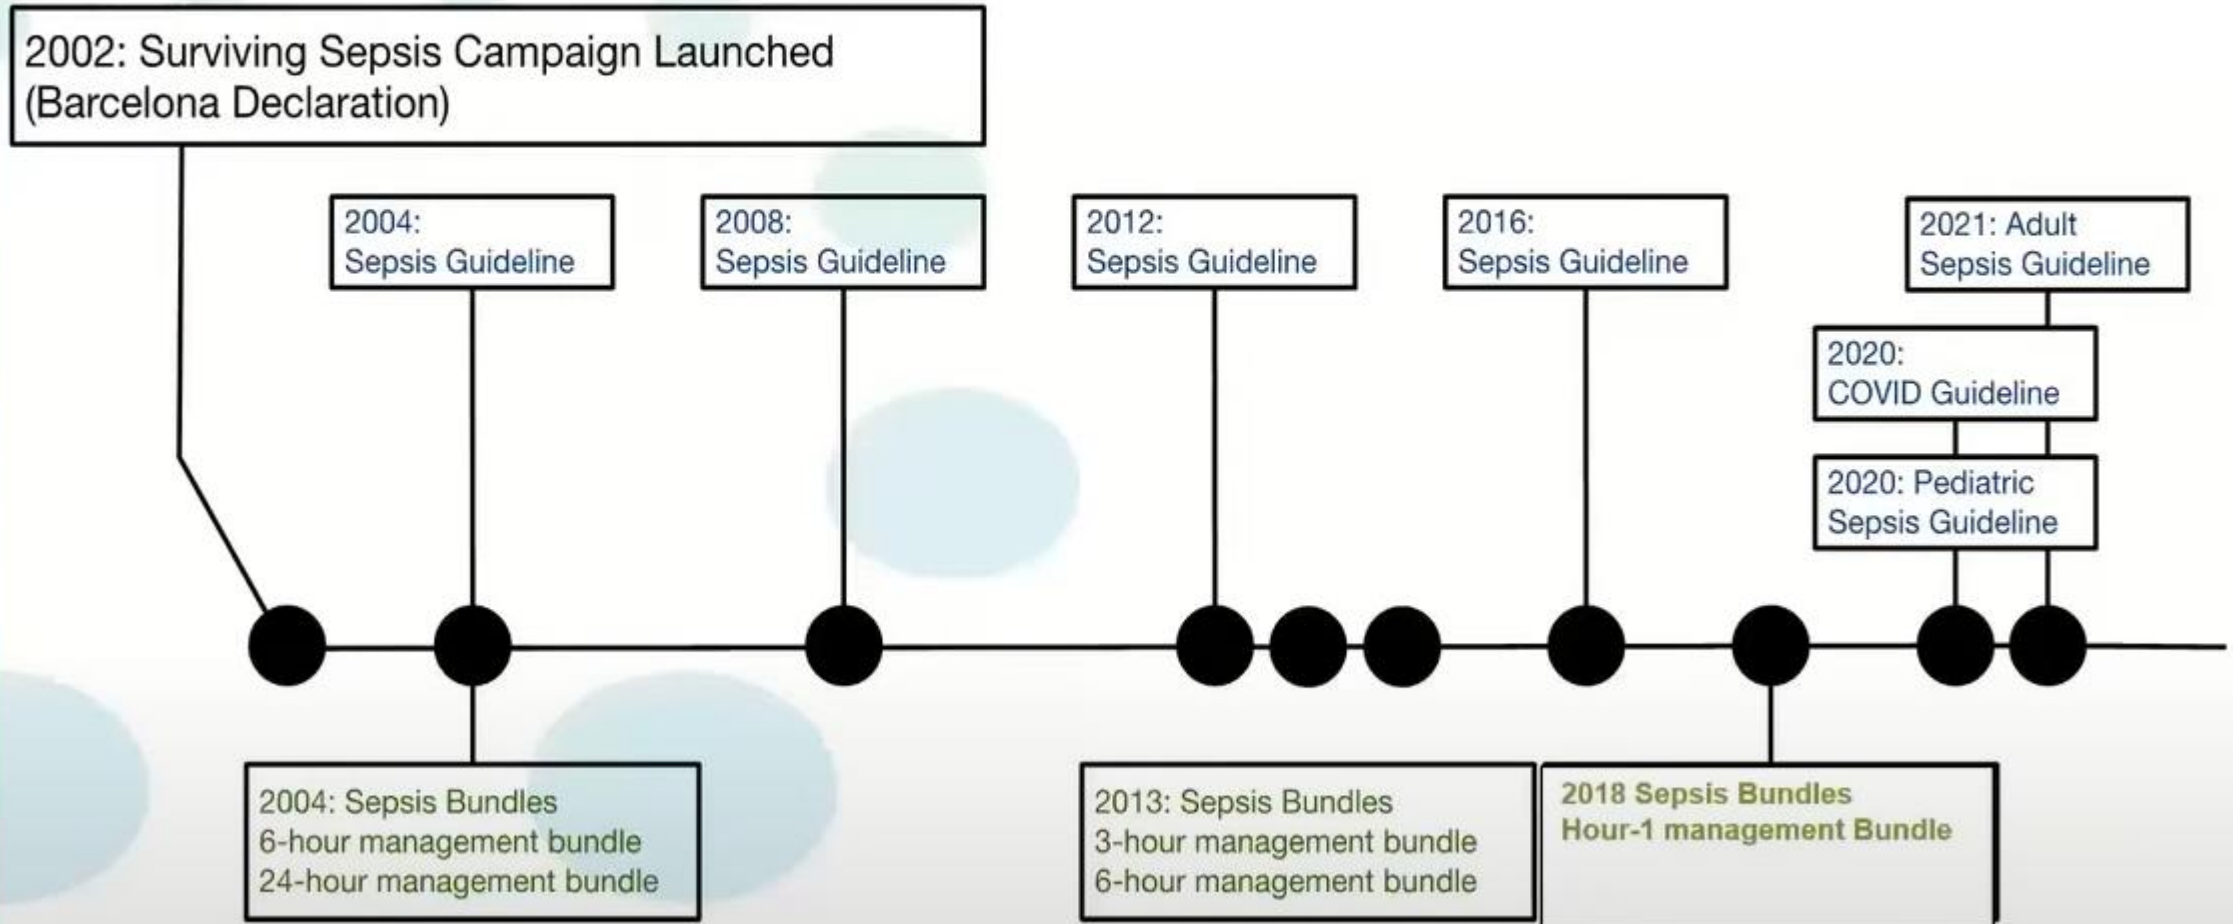 2002: Surviving Sepsis Campaign Launched
(Barcelona Declaration)
2004:
Sepsis Guideline
2008:
Sepsis Guideline
2012:
Sepsis Guideline
2016:
Sepsis Guideline
2021: Adult
Sepsis Guideline
2020:
COVID Guideline
2020: Pediatric
Sepsis Guideline
2004: Sepsis Bundles
6-hour management bundle
24-hour management bundle
2013: Sepsis Bundles
3-hour management bundle
6-hour management bundle
2018 Sepsis Bundles
Hour-1 management Bundle